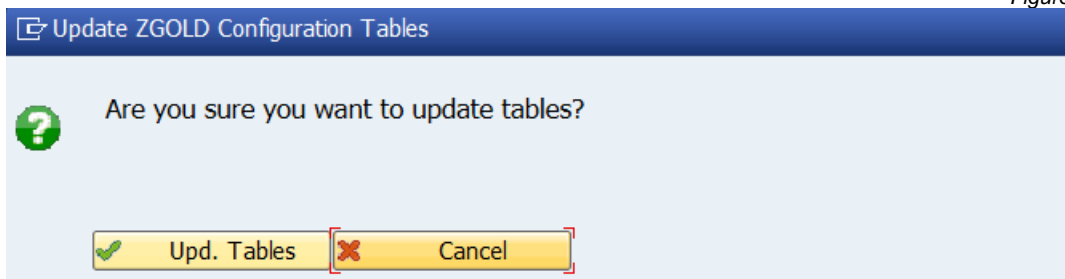 Figure
Update ZGOLD Configuration Tables
Are you sure you want to update tables?
Upd. Tables Cancel